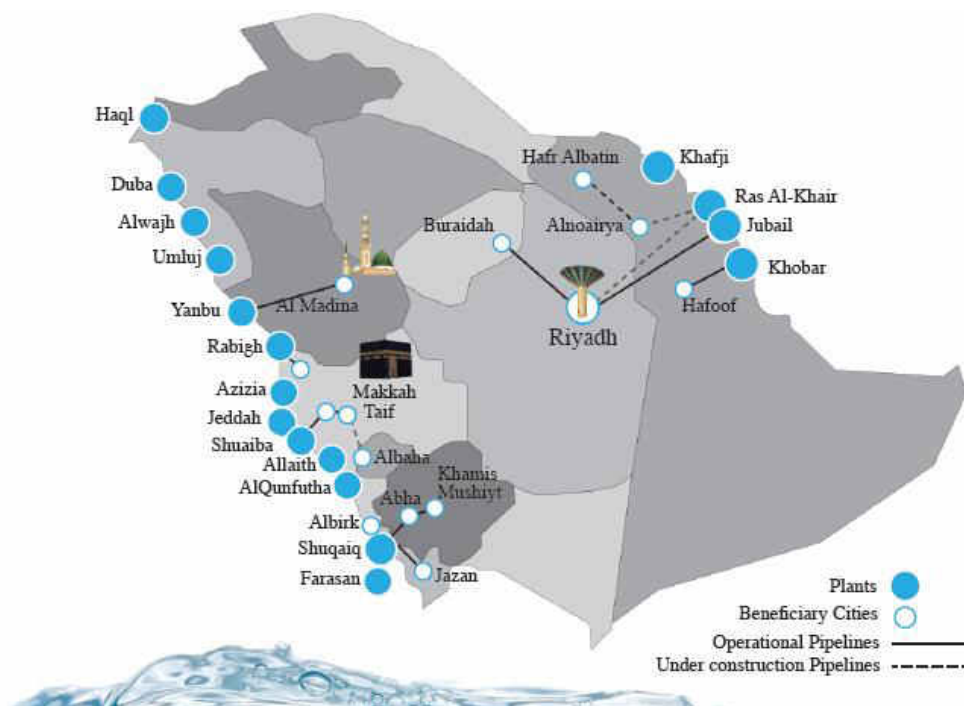 Haql
Duba
Alwajh
Umluj
Yanbu
Rabigh
Azizia
Jeddah
Shuaiba
Allaith
AlQunfutha
Albirk
Shuqaiq
Farasan
Al Madina
Makkah
Taif
Albaha
Khamis
Mushiyt
Abha
Jazan
Buraidah
Riyadh
Hafr Albatin
Alnoairya
Khafji
Ras Al-Khair
Jubail
Khobar
Hafoof
Plants
Beneficiary Cities
Operational Pipelines
Under construction Pipelines